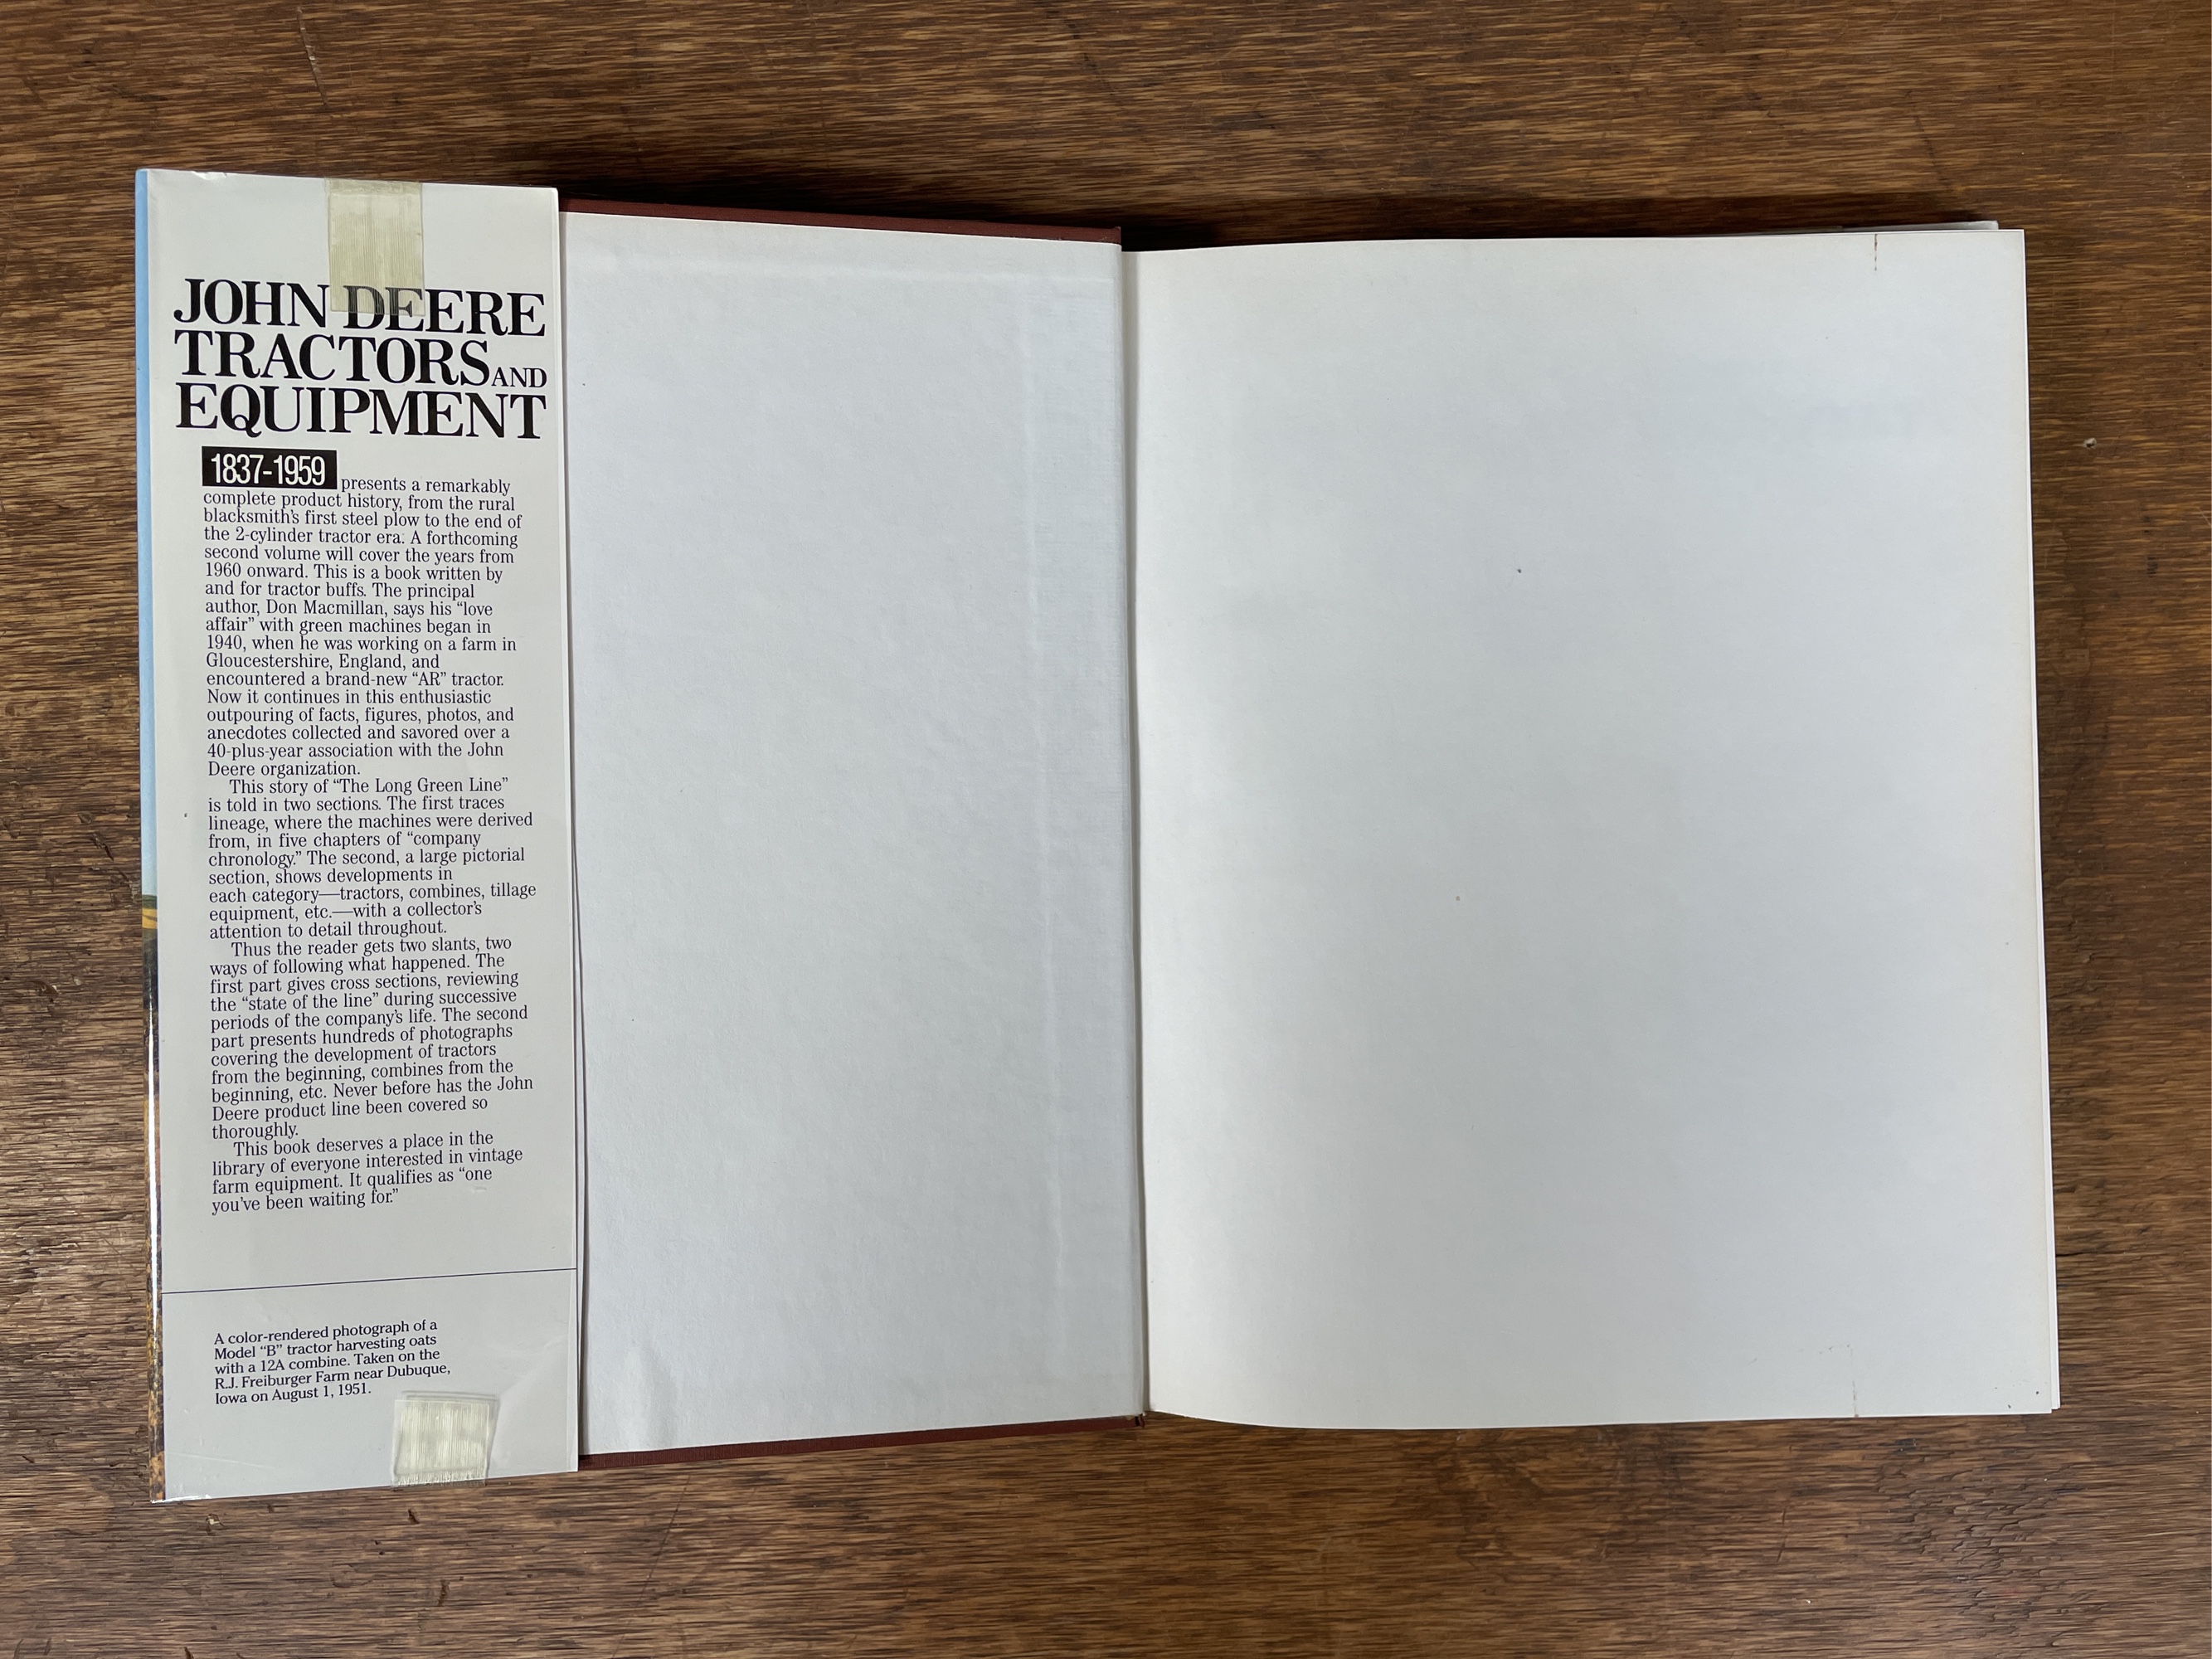 JOHN DEERE
TRACTORS AND
EQUIPMENT
1837-1959 presents a remarkably
complete product history, from the rural
blacksmith's first steel plow to the end of
the 2-cylinder tractor era. A forthcoming
second volume will cover the years from
1960 onward. This is a book written by
and for tractor buffs. The principal
author, Don Macmillan, says his “love
affair” with green machines began in
1940, when he was working on a farm in
Gloucestershire, England, and
encountered a brand-new “AR” tractor.
Now it continues in this enthusiastic
outpouring of facts, figures, photos, and
anecdotes collected and savored over a
40-plus-year association with the John
Deere organization.
This story of “The Long Green Line”
is told in two sections. The first traces
lineage, where the machines were derived
from, in five chapters of “company
chronology.” The second, a large pictorial
section, shows developments in
each category—tractors, combines, tillage
equipment, etc.—with a collector's
attention to detail throughout.
Thus the reader gets two slants, two
ways of following what happened. The
first part gives cross sections, reviewing
the “state of the line” during successive
periods of the company's life. The second
part presents hundreds of photographs
covering the development of tractors
from the beginning, combines from the
beginning, etc. Never before has the John
Deere product line been covered so
thoroughly.
This book deserves a place in the
library of everyone interested in vintage
farm equipment. It qualifies as “one
you've been waiting for.”
A color-rendered photograph of a
Model “B” tractor harvesting oats
with a 12A combine. Taken on the
R.J. Freiburger Farm near Dubuque,
Iowa on August 1, 1951.